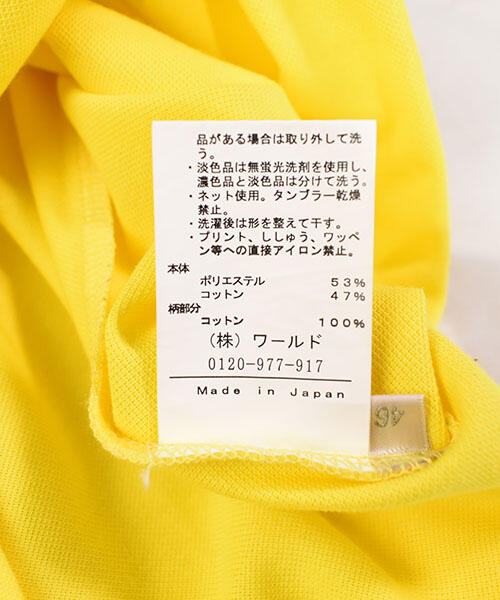 品がある場合は取り外して洗
う。
・淡色品は無蛍光洗剤を使用し、
濃色品と淡色品は分けて洗う。
・ネット使用。タンブラー乾燥
禁止。
・洗濯後は形を整えて干す。
・プリント、ししゅう、ワッペ
ン等への直接アイロン禁止。
本体
ポリエステル 53%
コットン 47%
柄部分
コットン 100%
(株)ワールド
0120-977-917
Made in Japan
46